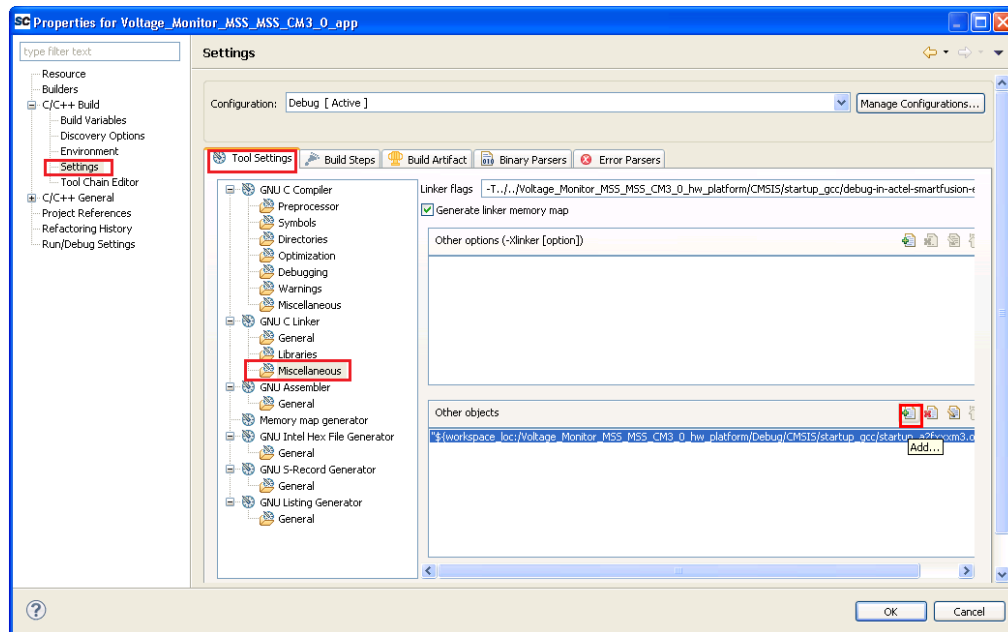 SC Properties for Voltage_Monitor_MSS_MSS_CM3_0_app
type filter text
Resource
Builders
C/C++ Build
Build Variables
Discovery Options
Environment
Settings
Tool Chain Editor
C/C++ General
Project References
Refactoring History
Run/Debug Settings
Settings
Configuration: Debug [ Active ]
Manage Configurations...
Tool Settings Build Steps Build Artifact Binary Parsers Error Parsers
GNU C Compiler
Preprocessor
Symbols
Directories
Optimization
Debugging
Warnings
Miscellaneous
GNU C Linker
General
Libraries
Miscellaneous
GNU Assembler
General
Memory map generator
GNU Intel Hex File Generator
General
GNU S-Record Generator
General
GNU Listing Generator
General
Linker flags -T../../Voltage_Monitor_MSS_MSS_CM3_0_hw_platform/CMSIS/startup_gcc/debug-in-actel-smartfusion-e
Generate linker memory map
Other options (-Xlinker [option])
Other objects
"${workspace_loc:/Voltage_Monitor_MSS_MSS_CM3_0_hw_platform/Debug/CMSIS/startup_gcc/startup_a2fxxxm3.o
Add...
OK Cancel